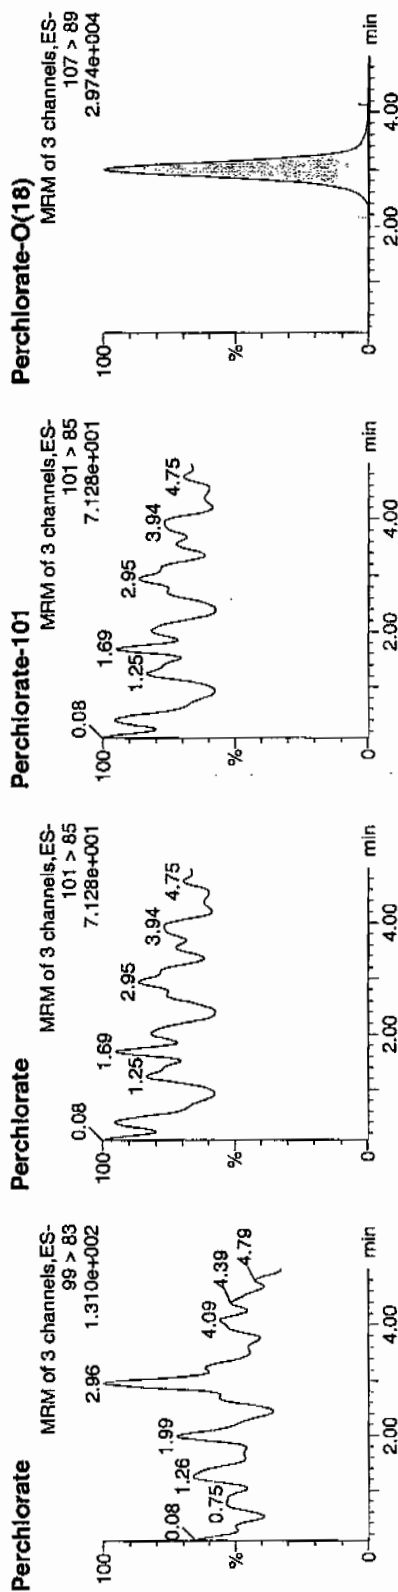 Perchlorate
MRM of 3 channels,ES-
99 > 83
1.310e+002
100
%
0
0.08
0.75
1.26
1.99
2.96
4.09
4.39
4.79
2.00
4.00
min
Perchlorate
MRM of 3 channels,ES-
101 > 85
7.128e+001
100
%
0
0.08
1.25
1.69
2.95
3.94
4.75
2.00
4.00
min
Perchlorate-101
MRM of 3 channels,ES-
101 > 85
7.128e+001
100
%
0
0.08
1.25
1.69
2.95
3.94
4.75
2.00
4.00
min
Perchlorate-O(18)
MRM of 3 channels,ES-
107 > 89
2.974e+004
100
%
0
2.00
4.00
min